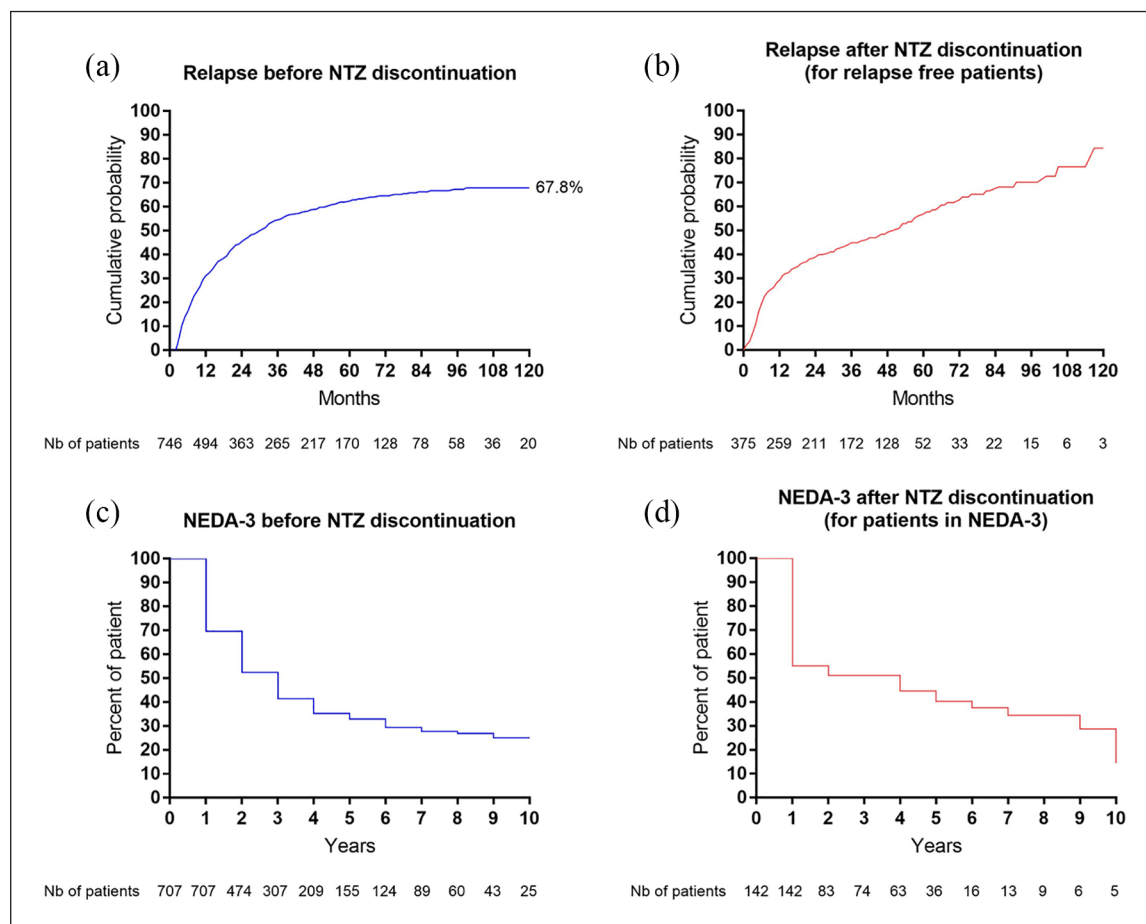 (a)
Relapse before NTZ discontinuation
Cumulative probability
100
90
80
70
60
50
40
30
20
10
0
67.8%
0 12 24 36 48 60 72 84 96 108 120
Months
Nb of patients 746 494 363 265 217 170 128 78 58 36 20
(b)
Relapse after NTZ discontinuation
(for relapse free patients)
Cumulative probability
100
90
80
70
60
50
40
30
20
10
0
0 12 24 36 48 60 72 84 96 108 120
Months
Nb of patients 375 259 211 172 128 52 33 22 15 6 3
(c)
NEDA-3 before NTZ discontinuation
Percent of patient
100
90
80
70
60
50
40
30
20
10
0
0 1 2 3 4 5 6 7 8 9 10
Years
Nb of patients 707 707 474 307 209 155 124 89 60 43 25
(d)
NEDA-3 after NTZ discontinuation
(for patients in NEDA-3)
Percent of patient
100
90
80
70
60
50
40
30
20
10
0
0 1 2 3 4 5 6 7 8 9 10
Years
Nb of patients 142 142 83 74 63 36 16 13 9 6 5